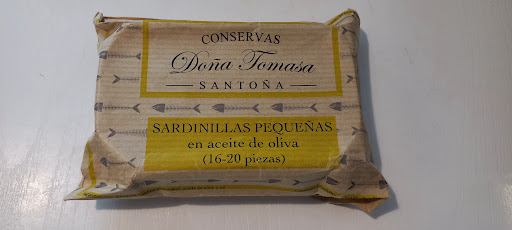 CONSERVAS
Doña Tomasa
SANTOÑA
SARDINILLAS PEQUEÑAS
en aceite de oliva
(16-20 piezas)